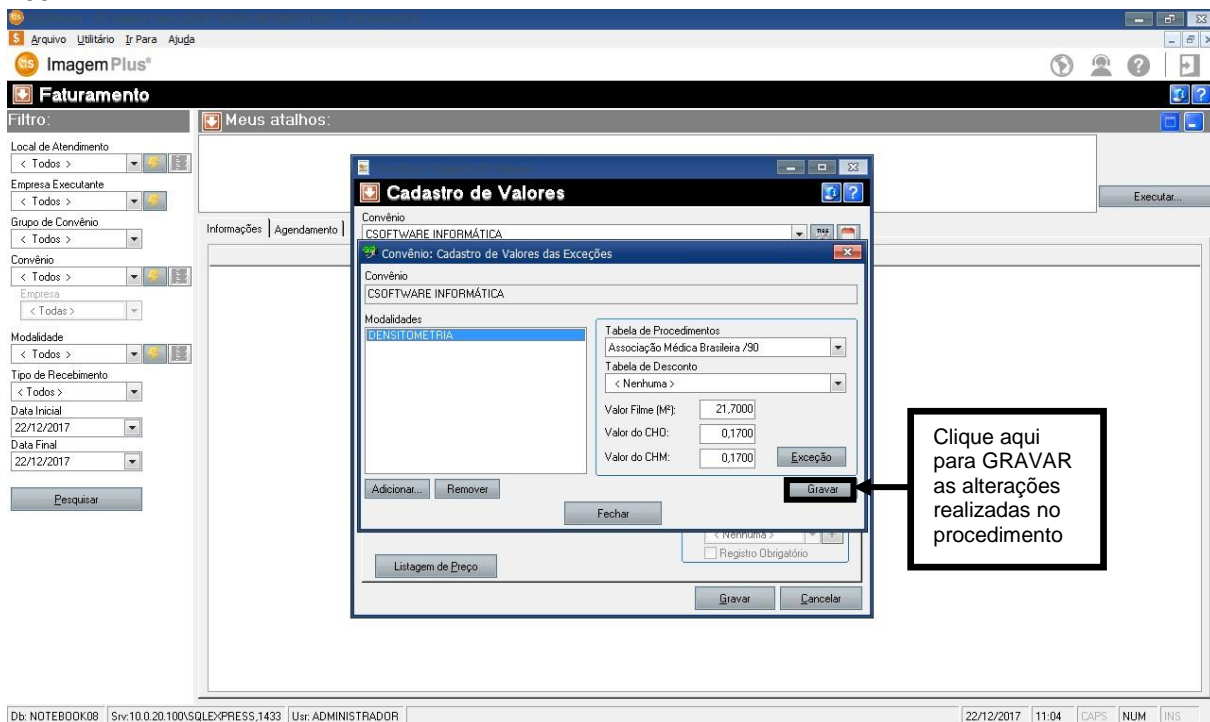 Arquivo Utilitário Ir Para Ajuda
ImagemPlus®
Faturamento
Filtro:
Meus atalhos:
Local de Atendimento
< Todos >
Empresa Executante
< Todos >
Grupo de Convênio
< Todos >
Convênio
< Todos >
Empresa
< Todas >
Modalidade
< Todos >
Tipo de Recebimento
< Todos >
Data Inicial
22/12/2017
Data Final
22/12/2017
Pesquisar
Executar...
Informações Agendamento
Cadastro de Valores
Convênio
CSOFTWARE INFORMÁTICA
Convênio: Cadastro de Valores das Exceções
Convênio
CSOFTWARE INFORMÁTICA
Modalidades
DENSITOMETRIA
Tabela de Procedimentos
Associação Médica Brasileira /90
Tabela de Desconto
< Nenhuma >
Valor Filme (M²): 21,7000
Valor do CHO: 0,1700
Valor do CHM: 0,1700
Exceção
Adicionar... Remover
Gravar
Fechar
< Nenhuma >
Registro Obrigatório
Listagem de Preço
Gravar Cancelar
Clique aqui
para GRAVAR
as alterações
realizadas no
procedimento
Db: NOTEBOOK08 Srv:10.0.20.100\SQLEXPRESS,1433 Usr: ADMINISTRADOR 22/12/2017 11:04 CAPS NUM INS